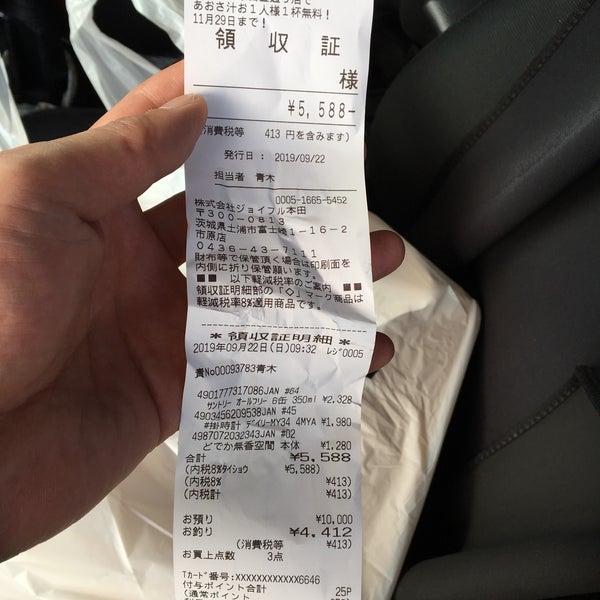 あおさ汁お1人様1杯無料!
11月29日まで!
領 収 証
様
¥5,588-
(消費税等 413 円を含みます)
発行日 : 2019/09/22
担当者 青木
0005-1665-5452
株式会社ジョイフル本田
〒300-0813
茨城県土浦市富士崎1-16-2
市原店
0436-43-7111
財布等で保管頂く場合は印刷面を
内側に折り保管願います。
■■ 以下軽減税率のご案内 ■■
領収証明細部の「◇」マーク商品は
軽減税率8%適用商品です。
*領収証明細*
2019年09月22日(日)09:32 レジ0005
責No00093783青木
4901777317086JAN #64
サントリー オールフリー 6缶 350ml ¥2,328
4903456209538JAN #45
#掛時計 デイリーMY34 4MYA ¥1,980
4987072032343JAN #02
どでか無香空間 本体 ¥1,280
合計 ¥5,588
(内税8%タイショウ ¥5,588)
(内税8% ¥413)
(内税計 ¥413)
お預り ¥10,000
お釣り ¥4,412
(消費税等 ¥413)
お買上点数 3点
Tカード番号:XXXXXXXXXXXX6646
付与ポイント合計 25P
(通常ポイント